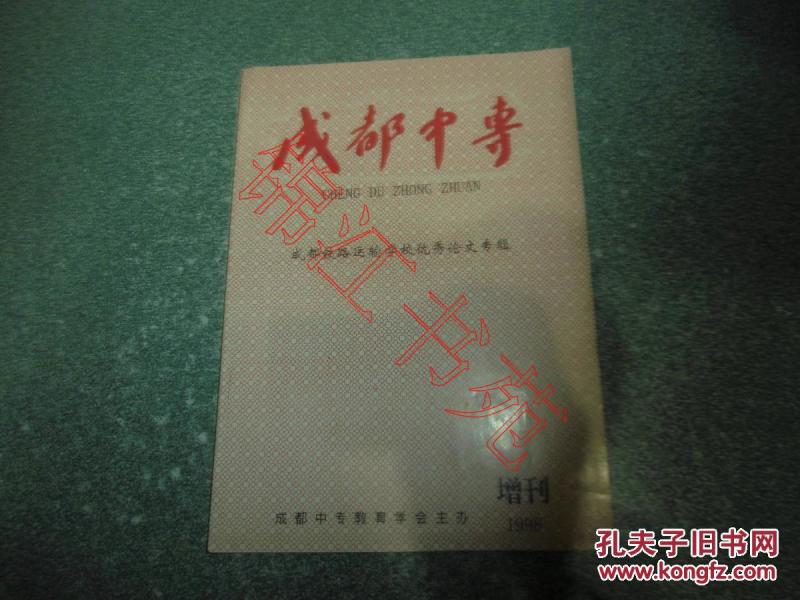 成都中专
CHENG DU ZHONG ZHUAN
成都铁路运输学校优秀论文专辑
锦江书苑
增刊
1998
成都中专教育学会主办
孔夫子旧书网
www.kongfz.com